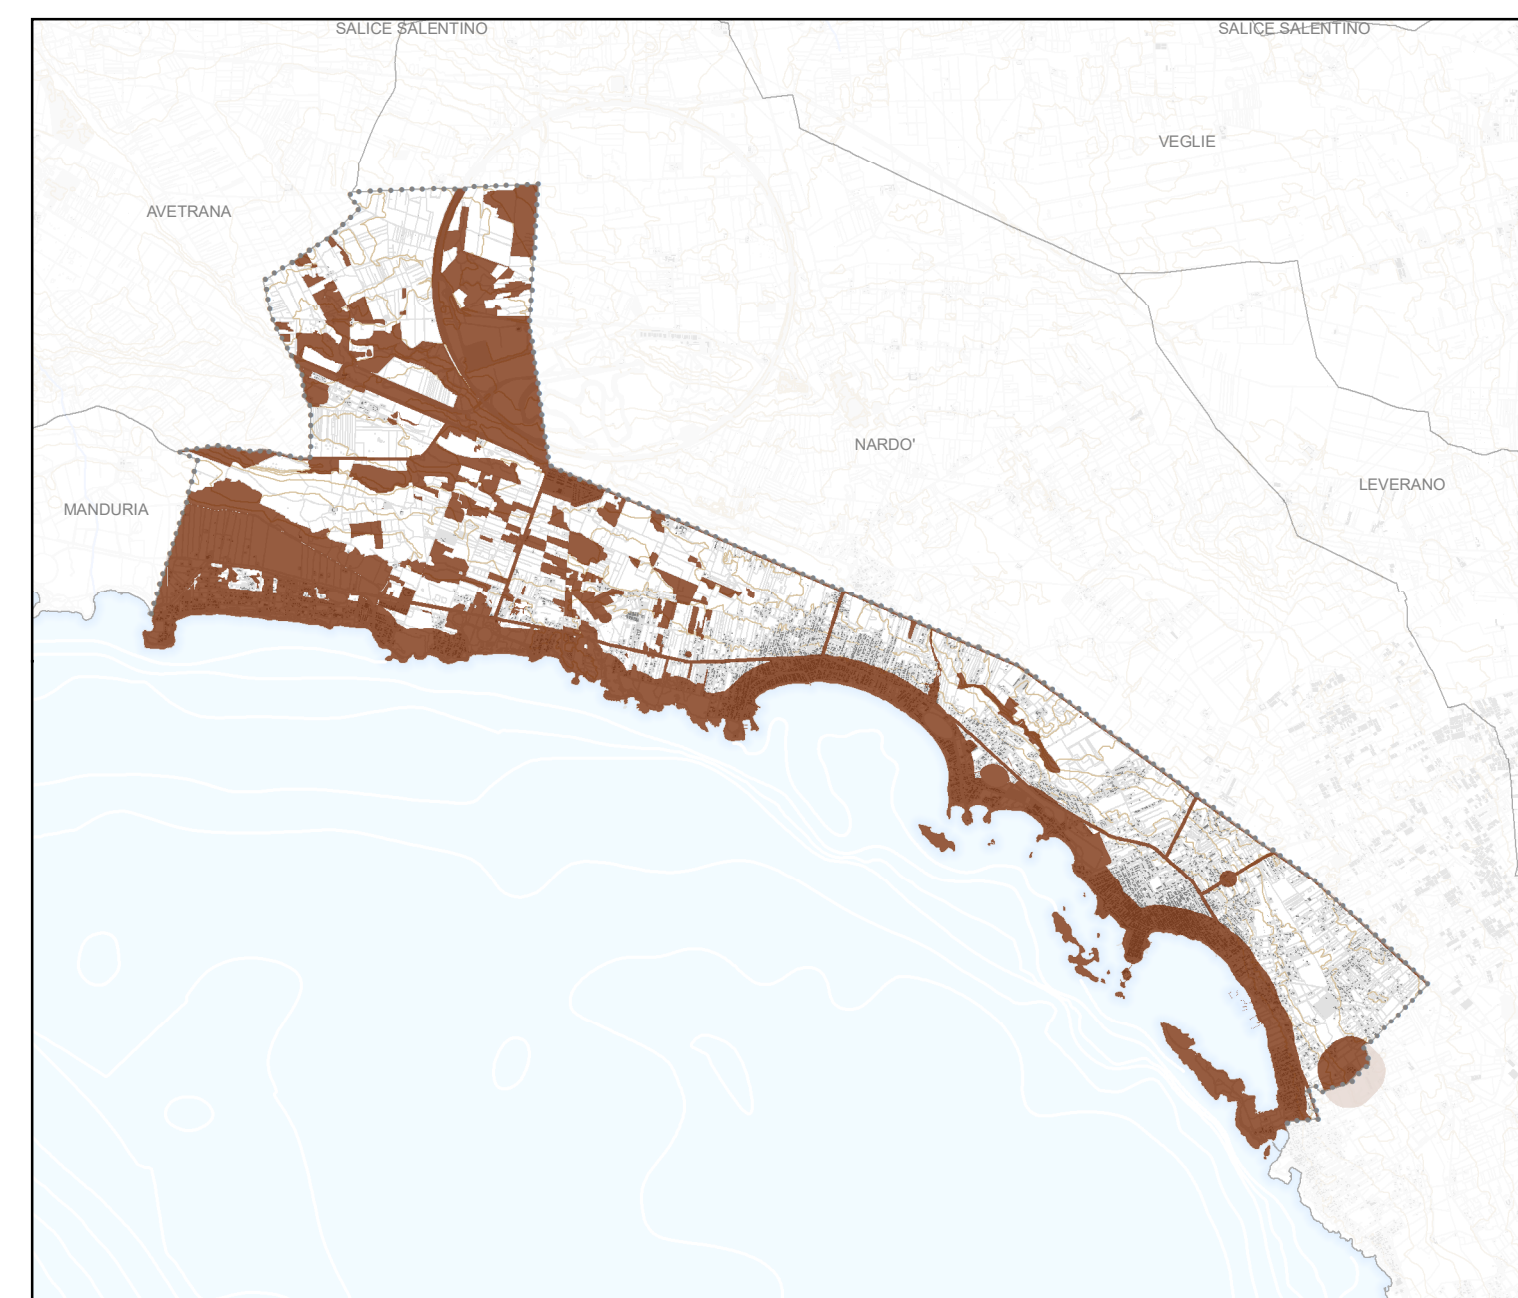 SALICE SALENTINO
SALICE SALENTINO
VEGLIE
AVETRANA
NARDO'
LEVERANO
MANDURIA